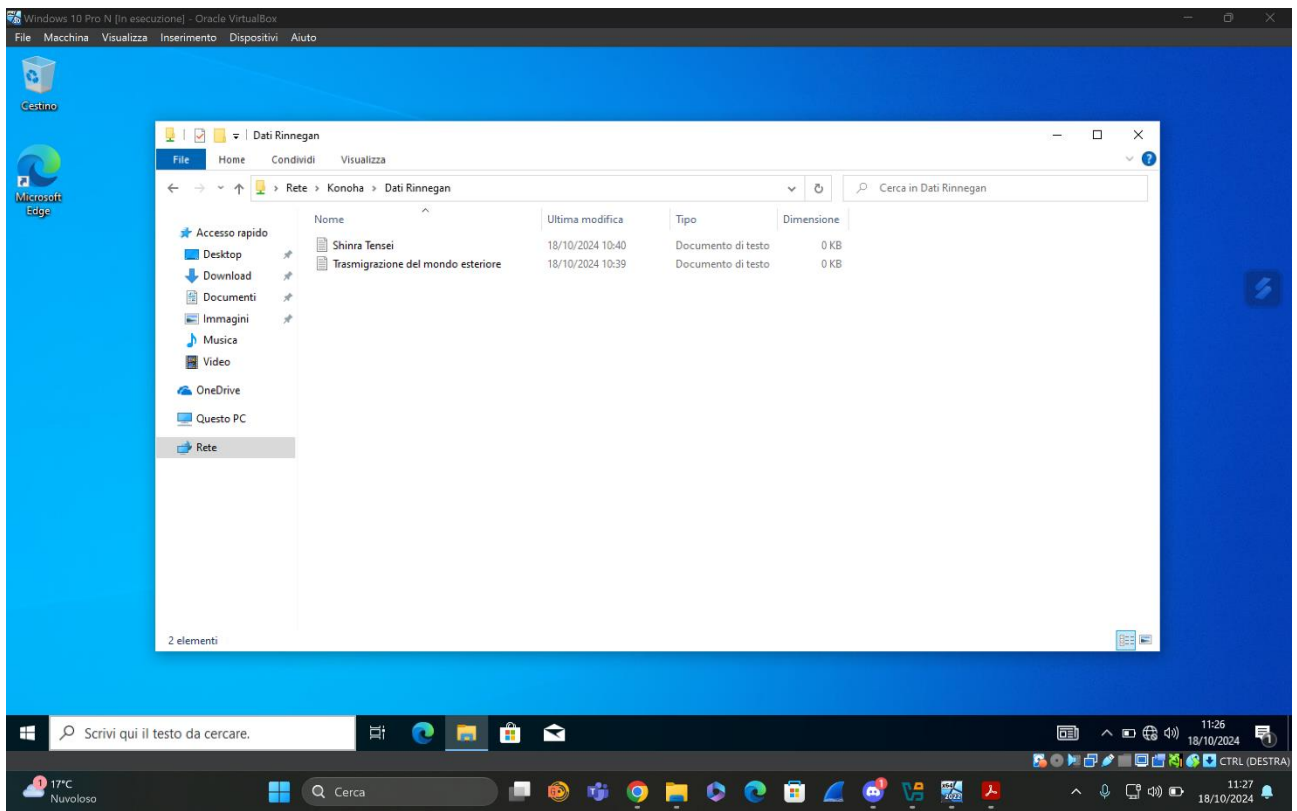 Windows 10 Pro N [In esecuzione] - Oracle VirtualBox
File Macchina Visualizza Inserimento Dispositivi Aiuto
Cestino
Microsoft
Edge
Dati Rinnegan
File Home Condividi Visualizza
Rete > Konoha > Dati Rinnegan
Cerca in Dati Rinnegan
Nome Ultima modifica Tipo Dimensione
Shinra Tensei 18/10/2024 10:40 Documento di testo 0 KB
Trasmigrazione del mondo esteriore 18/10/2024 10:39 Documento di testo 0 KB
Accesso rapido
Desktop
Download
Documenti
Immagini
Musica
Video
OneDrive
Questo PC
Rete
2 elementi
Scrivi qui il testo da cercare.
11:26
18/10/2024
1
CTRL (DESTRA)
1
17°C
Nuvoloso
Cerca
11:27
18/10/2024